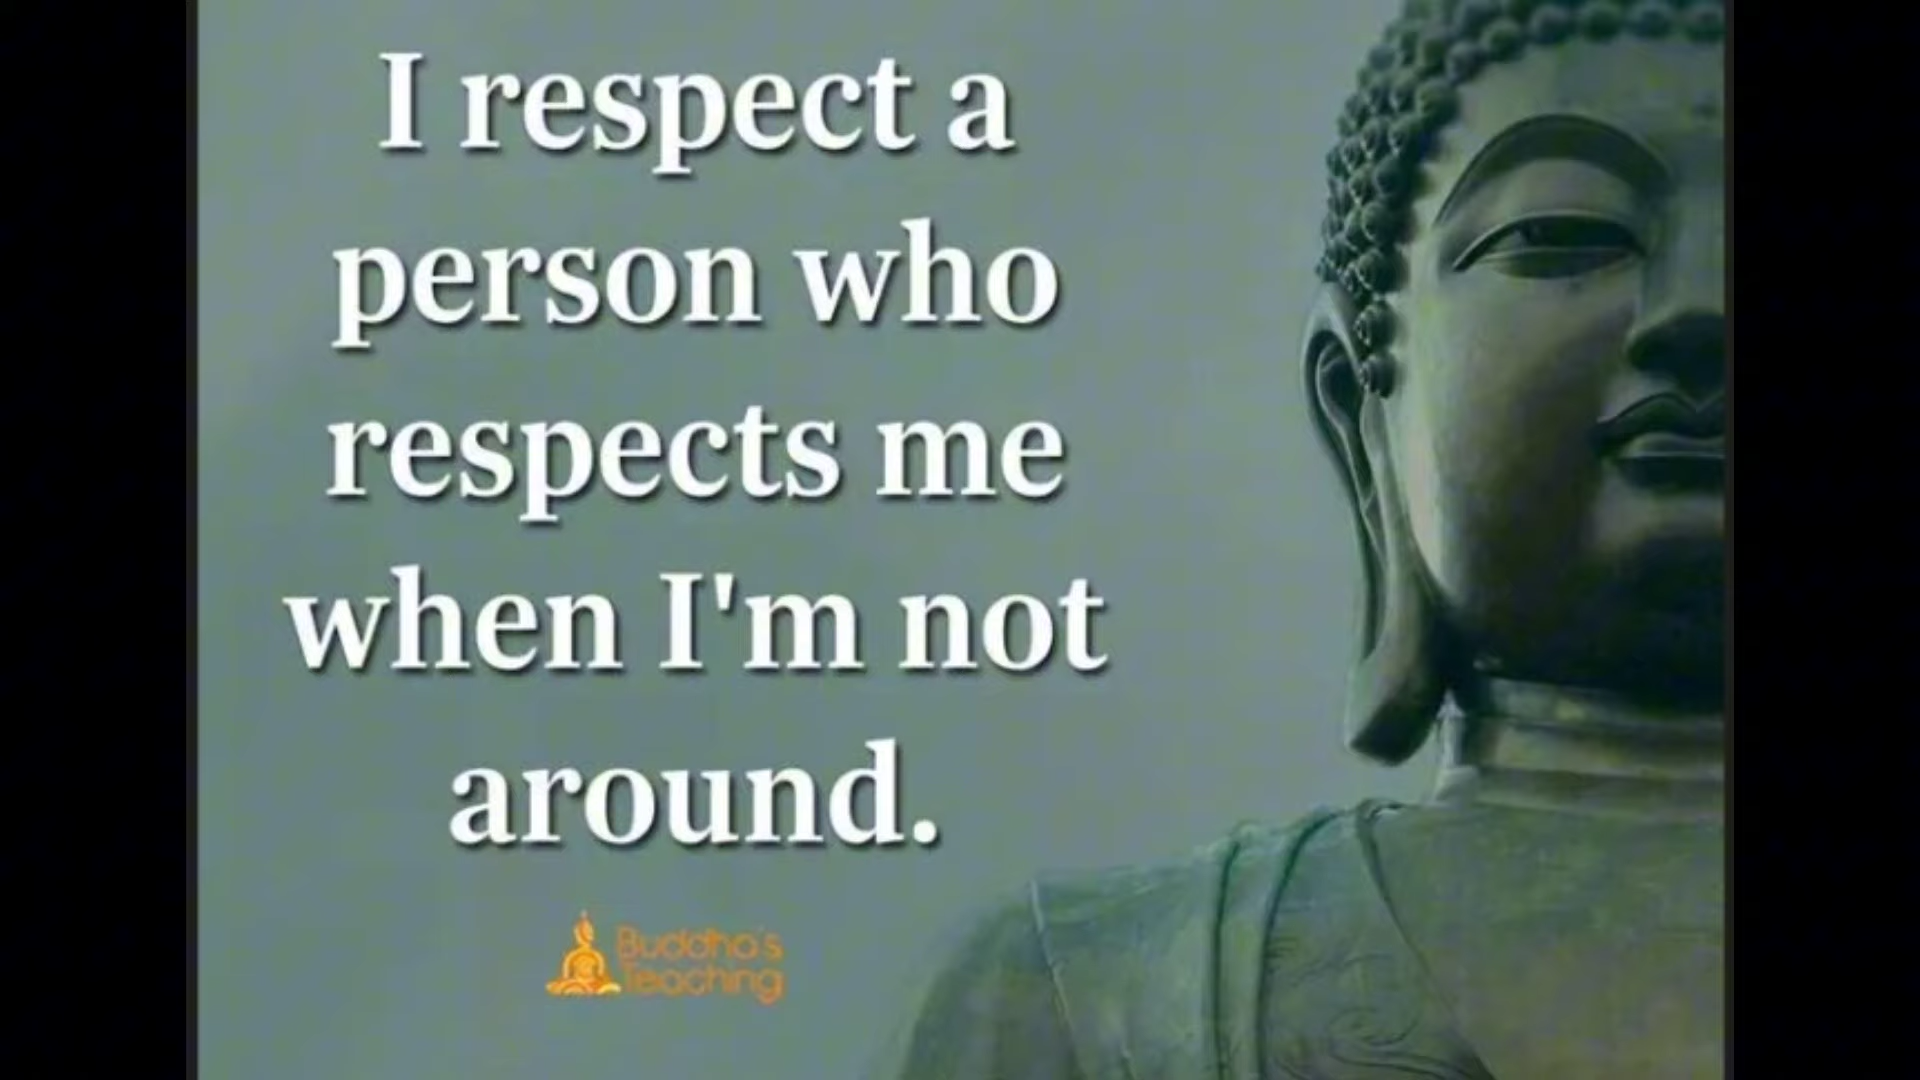 I respect a
person who
respects me
when I'm not
around.
Buddha's
Teaching